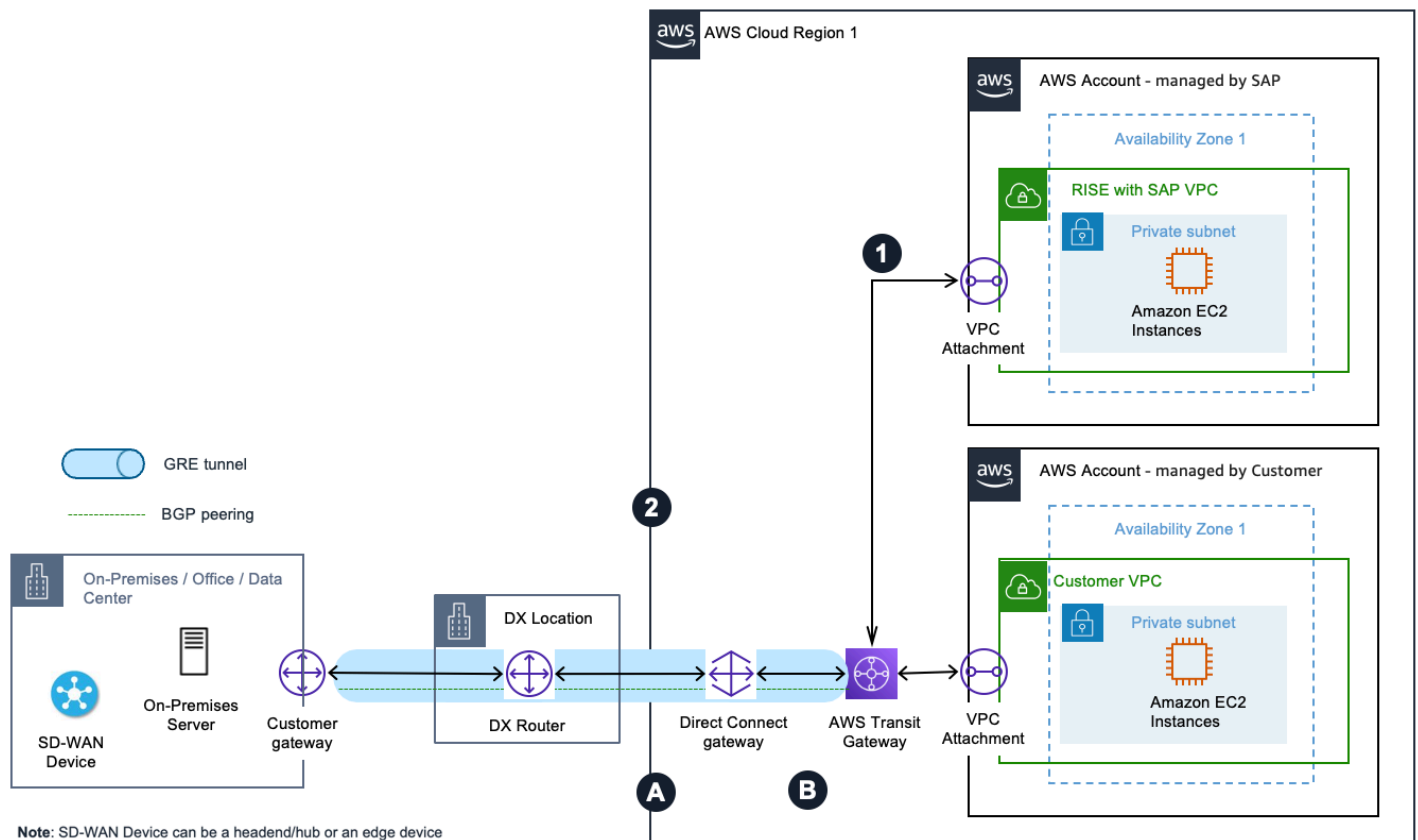 aws
AWS Cloud Region 1
aws
AWS Account - managed by SAP
Availability Zone 1
RISE with SAP VPC
Private subnet
Amazon EC2
Instances
1
VPC
Attachment
GRE tunnel
BGP peering
2
aws
AWS Account - managed by Customer
Availability Zone 1
Customer VPC
Private subnet
Amazon EC2
Instances
VPC
Attachment
On-Premises / Office / Data
Center
SD-WAN
Device
On-Premises
Server
Customer
gateway
DX Location
DX Router
Direct Connect
gateway
AWS Transit
Gateway
A
B
Note: SD-WAN Device can be a headend/hub or an edge device